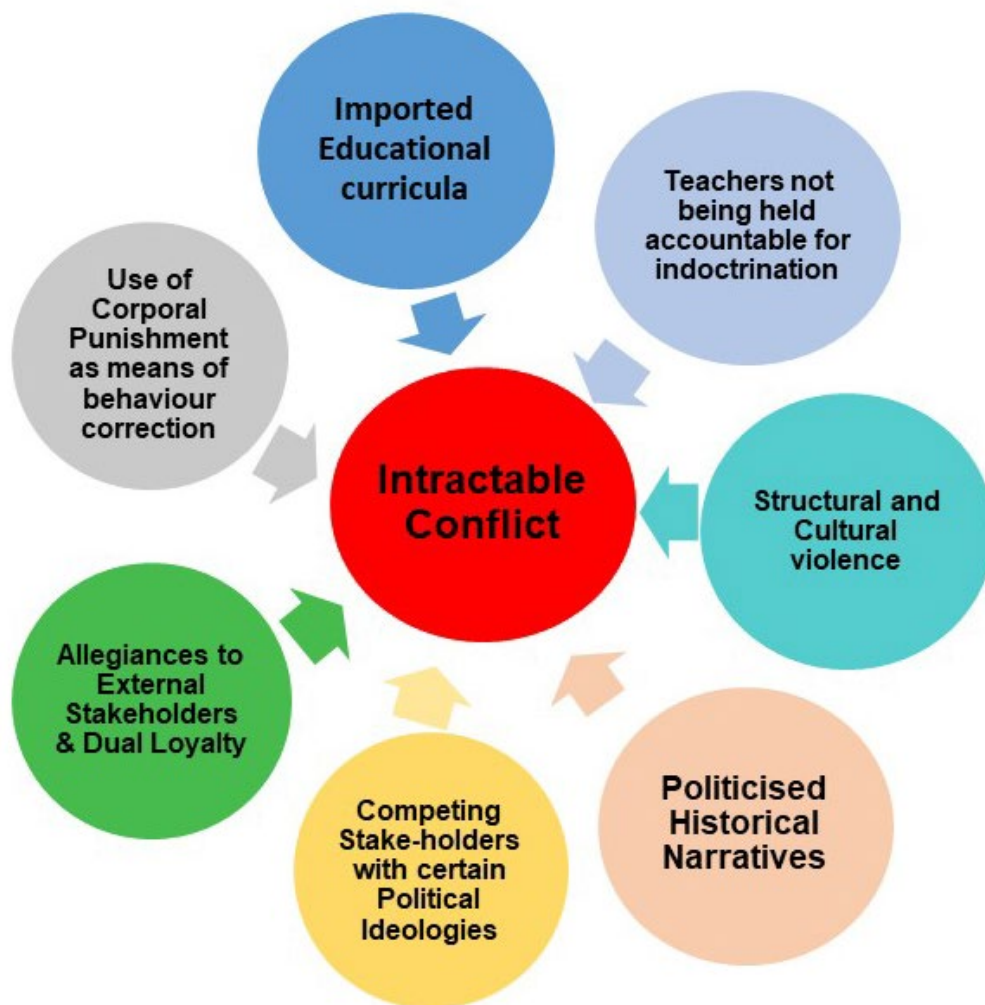 Imported
Educational
curricula
Teachers not
being held
accountable for
indoctrination
Structural and
Cultural
violence
Politicised
Historical
Narratives
Competing
Stake-holders
with certain
Political
Ideologies
Allegiances to
External
Stakeholders
& Dual Loyalty
Use of
Corporal
Punishment
as means of
behaviour
correction
Intractable
Conflict